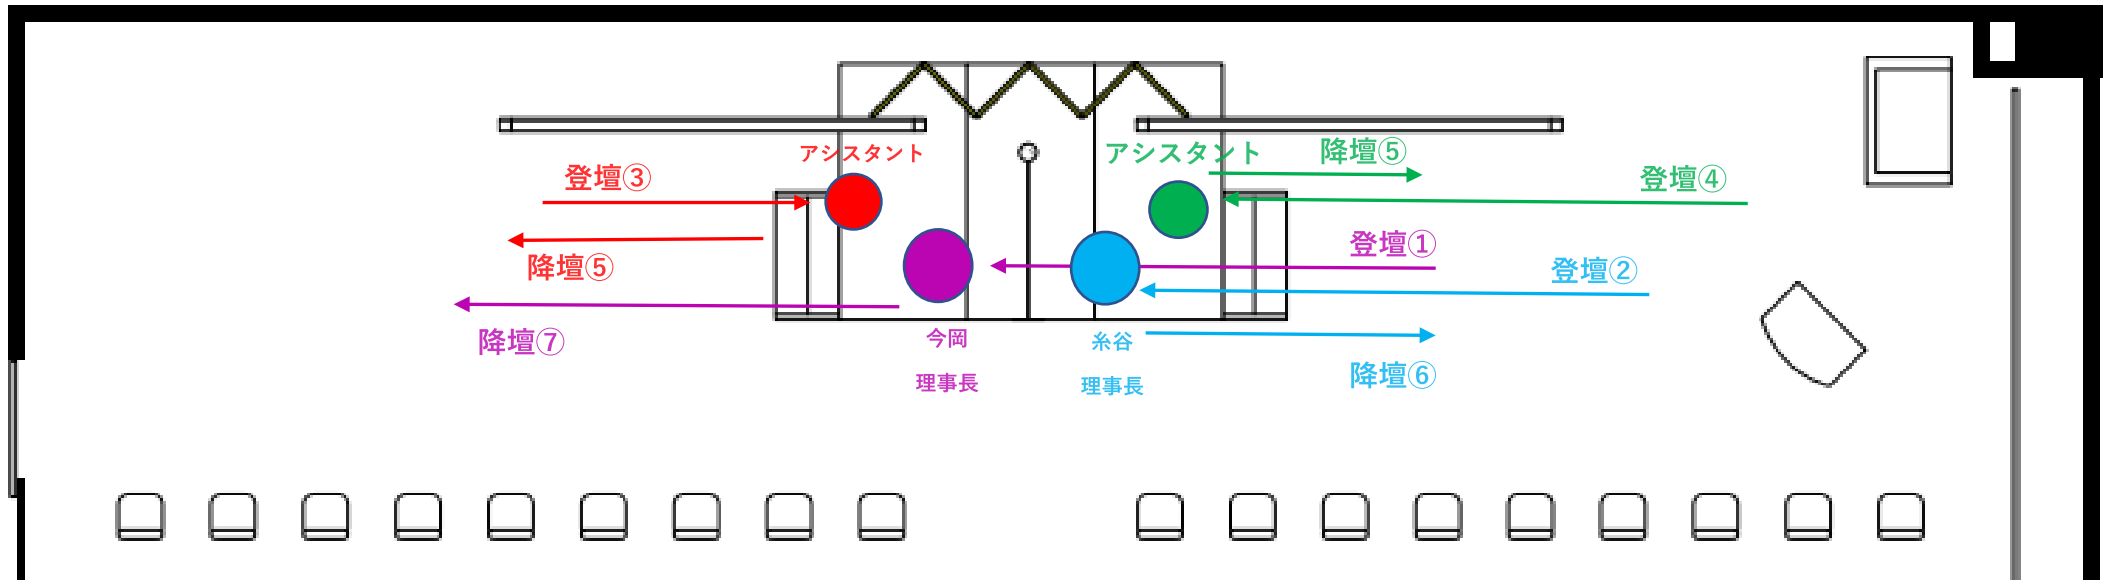 アシスタント
アシスタント
降壇⑤
登壇③
登壇④
登壇①
降壇⑤
登壇②
降壇⑦
今岡
理事長
糸谷
理事長
降壇⑥